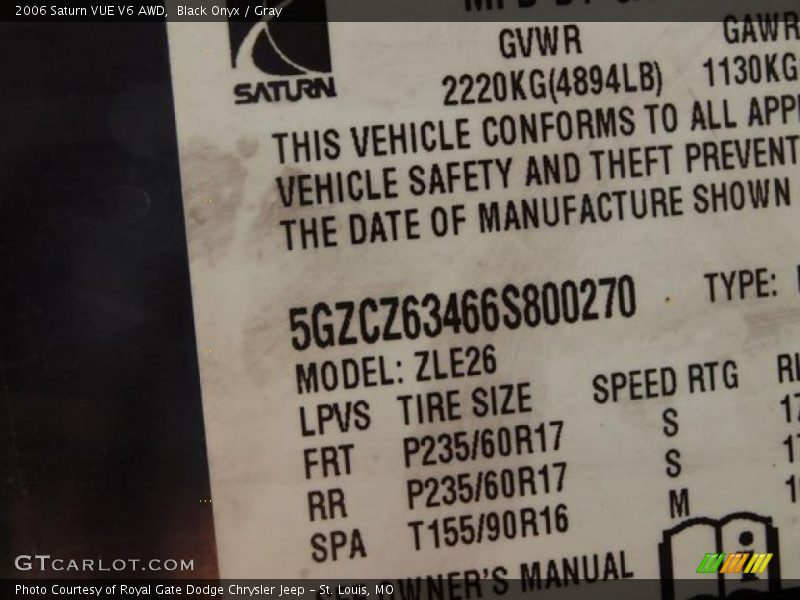 2006 Saturn VUE V6 AWD, Black Onyx / Gray
SATURN
GVWR GAWR
2220KG(4894LB) 1130KG
THIS VEHICLE CONFORMS TO ALL
VEHICLE SAFETY AND THEFT PREVENT
THE DATE OF MANUFACTURE SHOWN
5GZCZ63466S800270 TYPE:
MODEL: ZLE26
LPVS TIRE SIZE SPEED RTG
FRT P235/60R17 S
RR P235/60R17 S
SPA T155/90R16 M
OWNER'S MANUAL
GTCARLOT.COM
Photo Courtesy of Royal Gate Dodge Chrysler Jeep - St. Louis, MO